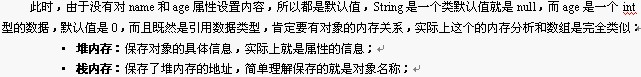 此时，由于没有对 name 和 age 属性设置内容，所以都是默认值，String 是一个类默认值就是 null，而 age 是一个 int
型的数据，默认值是 0，而且既然是引用数据类型，肯定要有对象的内存关系，实际上这个的内存分析和数组是完全类似：
· 堆内存：保存对象的具体信息，实际上就是属性的信息；
· 栈内存：保存了堆内存的地址，简单理解保存的就是对象名称；